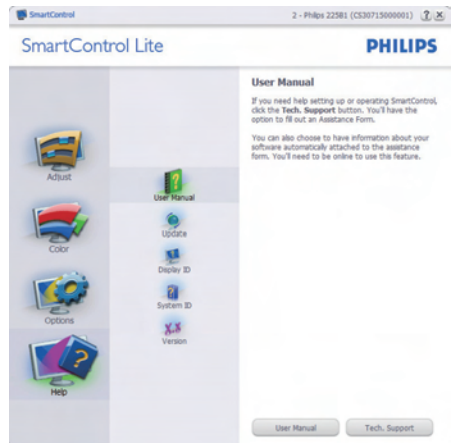 SmartControl
2 - Philips 225B1 (CS30715000001)
SmartControl Lite
PHILIPS
Adjust
Color
Options
Help
User Manual
Update
Display ID
System ID
X.X
Version
User Manual
If you need help setting up or operating SmartControl,
click the Tech. Support button. You'll have the
option to fill out an Assistance Form.
You can also choose to have information about your
software automatically attached to the assistance
form. You'll need to be online to use this feature.
User Manual
Tech. Support